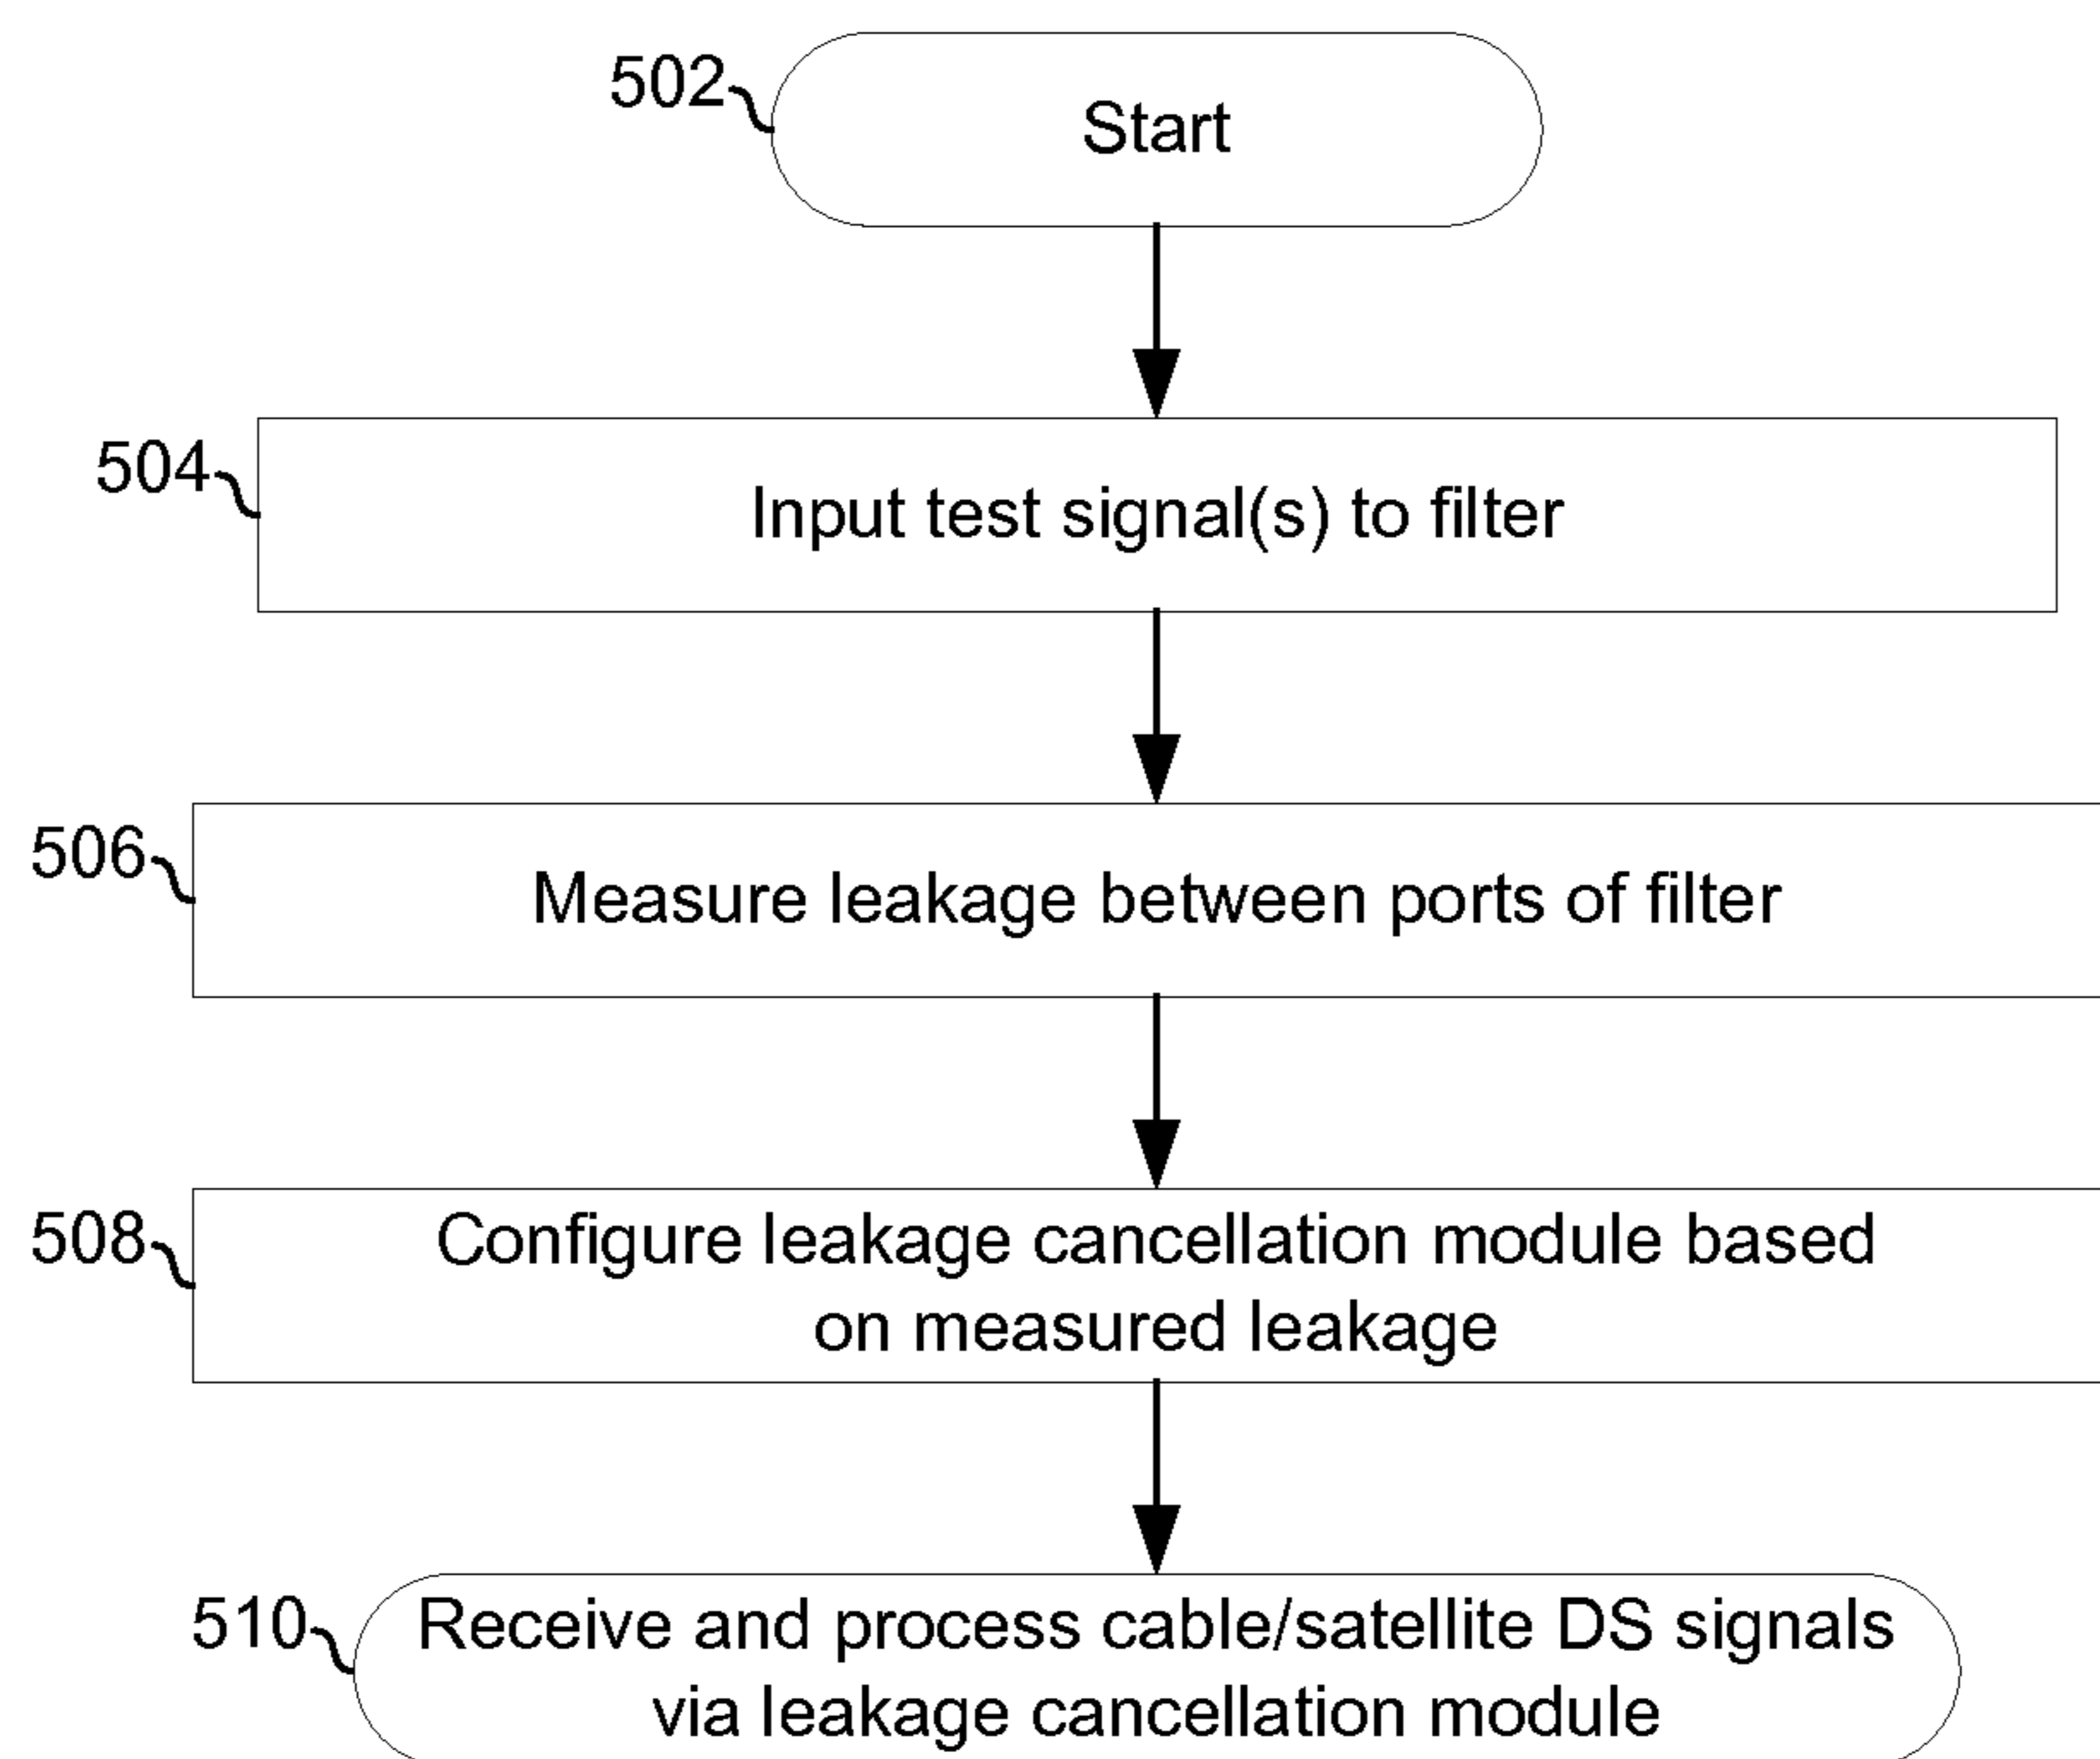 502
Start
504
Input test signal(s) to filter
506
Measure leakage between ports of filter
508
Configure leakage cancellation module based
on measured leakage
510
Receive and process cable/satellite DS signals
via leakage cancellation module